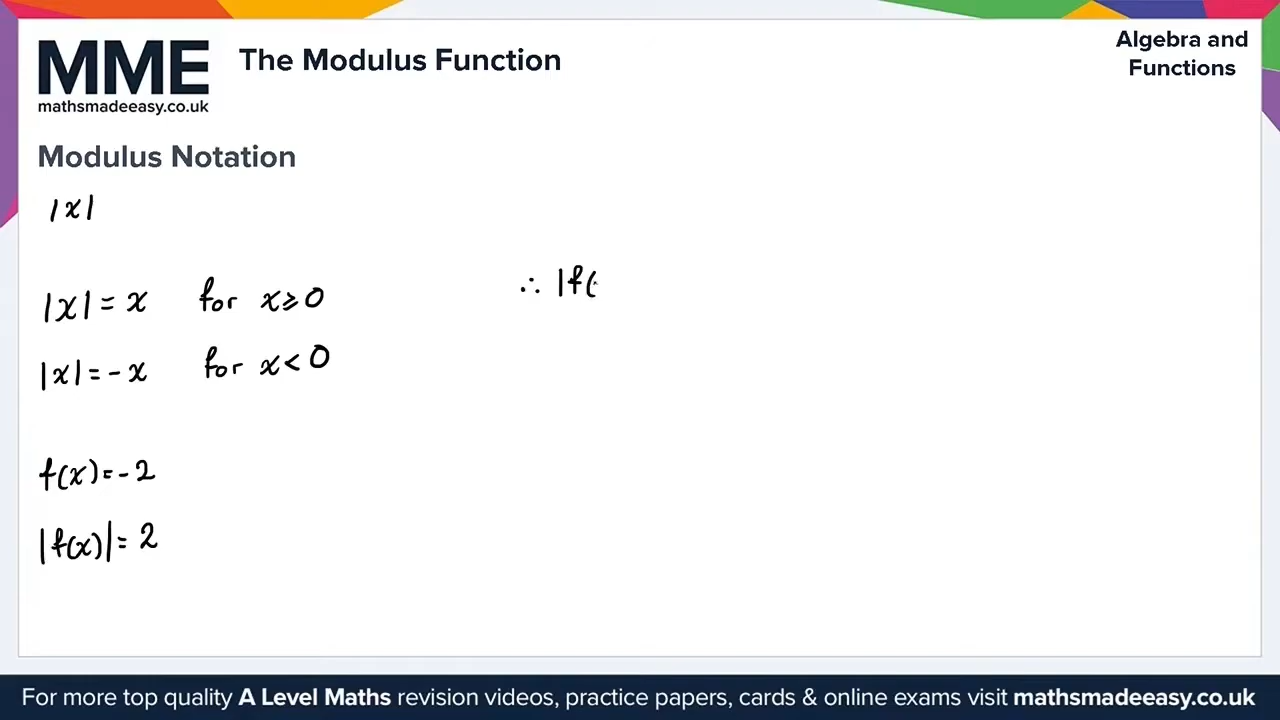 MME
mathsmadeeasy.co.uk
The Modulus Function
Algebra and
Functions
Modulus Notation
|x|
|x| = x for x ≥ 0
|x| = -x for x < 0
f(x) = -2
|f(x)| = 2
∴ |f(
For more top quality A Level Maths revision videos, practice papers, cards & online exams visit mathsmadeeasy.co.uk